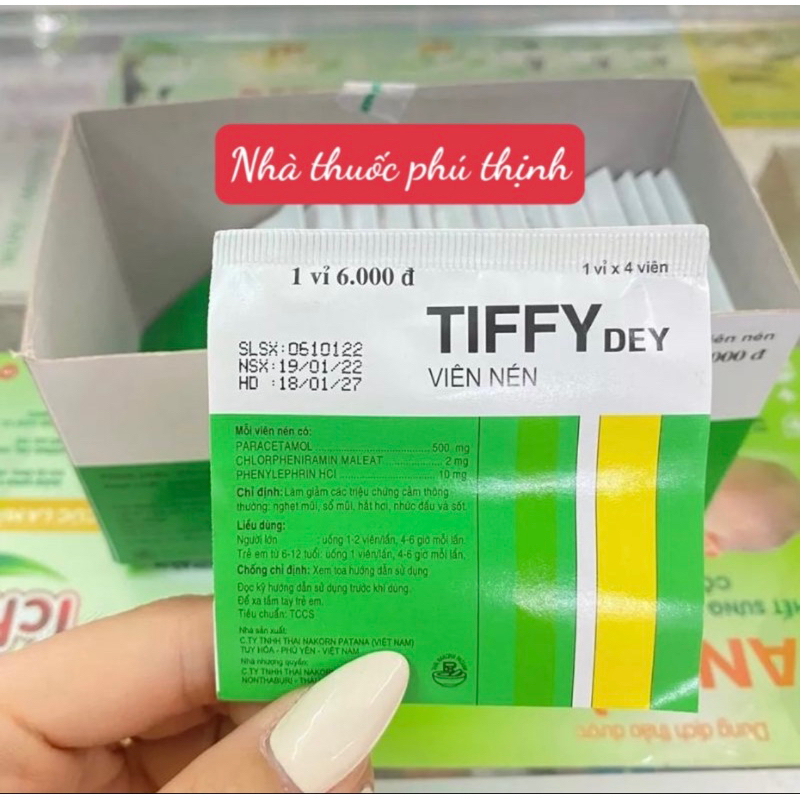 Nhà thuốc phú thịnh
1 vỉ 6.000 đ
1 vỉ x 4 viên
TIFFY DEY
VIÊN NÉN
SLSX:0610122
NSX:19/01/22
HD :18/01/27
Mỗi viên nén có:
PARACETAMOL 500 mg
CHLORPHENIRAMIN MALEAT 2 mg
PHENYLEPHRIN HCl 10 mg
Chỉ định: Làm giảm các triệu chứng cảm thông
thường: nghẹt mũi, sổ mũi, hắt hơi, nhức đầu và sốt.
Liều dùng:
Người lớn : uống 1-2 viên/lần, 4-6 giờ mỗi lần.
Trẻ em từ 6-12 tuổi: uống 1 viên/lần, 4-6 giờ mỗi lần.
Chống chỉ định: Xem toa hướng dẫn sử dụng
Đọc kỹ hướng dẫn sử dụng trước khi dùng.
Để xa tầm tay trẻ em.
Tiêu chuẩn: TCCS
Nhà sản xuất:
C.TY TNHH THAI NAKORN PATANA (VIỆT NAM)
TUY HÒA - PHÚ YÊN - VIỆT NAM
Nhà nhượng quyền:
C.TY TNHH THAI NAKORN
NONTHABURI - THÁI
nén
000 đ
Dung dịch thảo dược